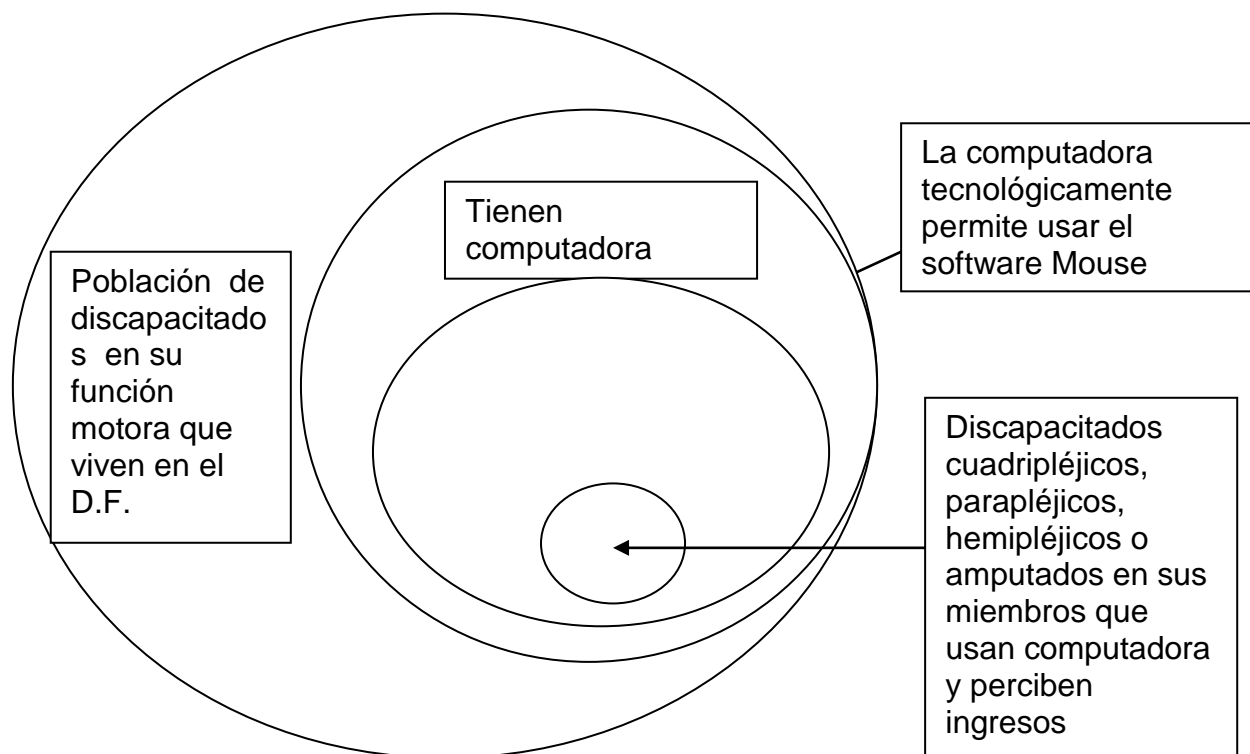 Población de
discapacitado
s en su
función
motora que
viven en el
D.F.
Tienen
computadora
La computadora
tecnológicamente
permite usar el
software Mouse
Discapacitados
cuadripléjicos,
parapléjicos,
hemipléjicos o
amputados en sus
miembros que
usan computadora
y perciben
ingresos